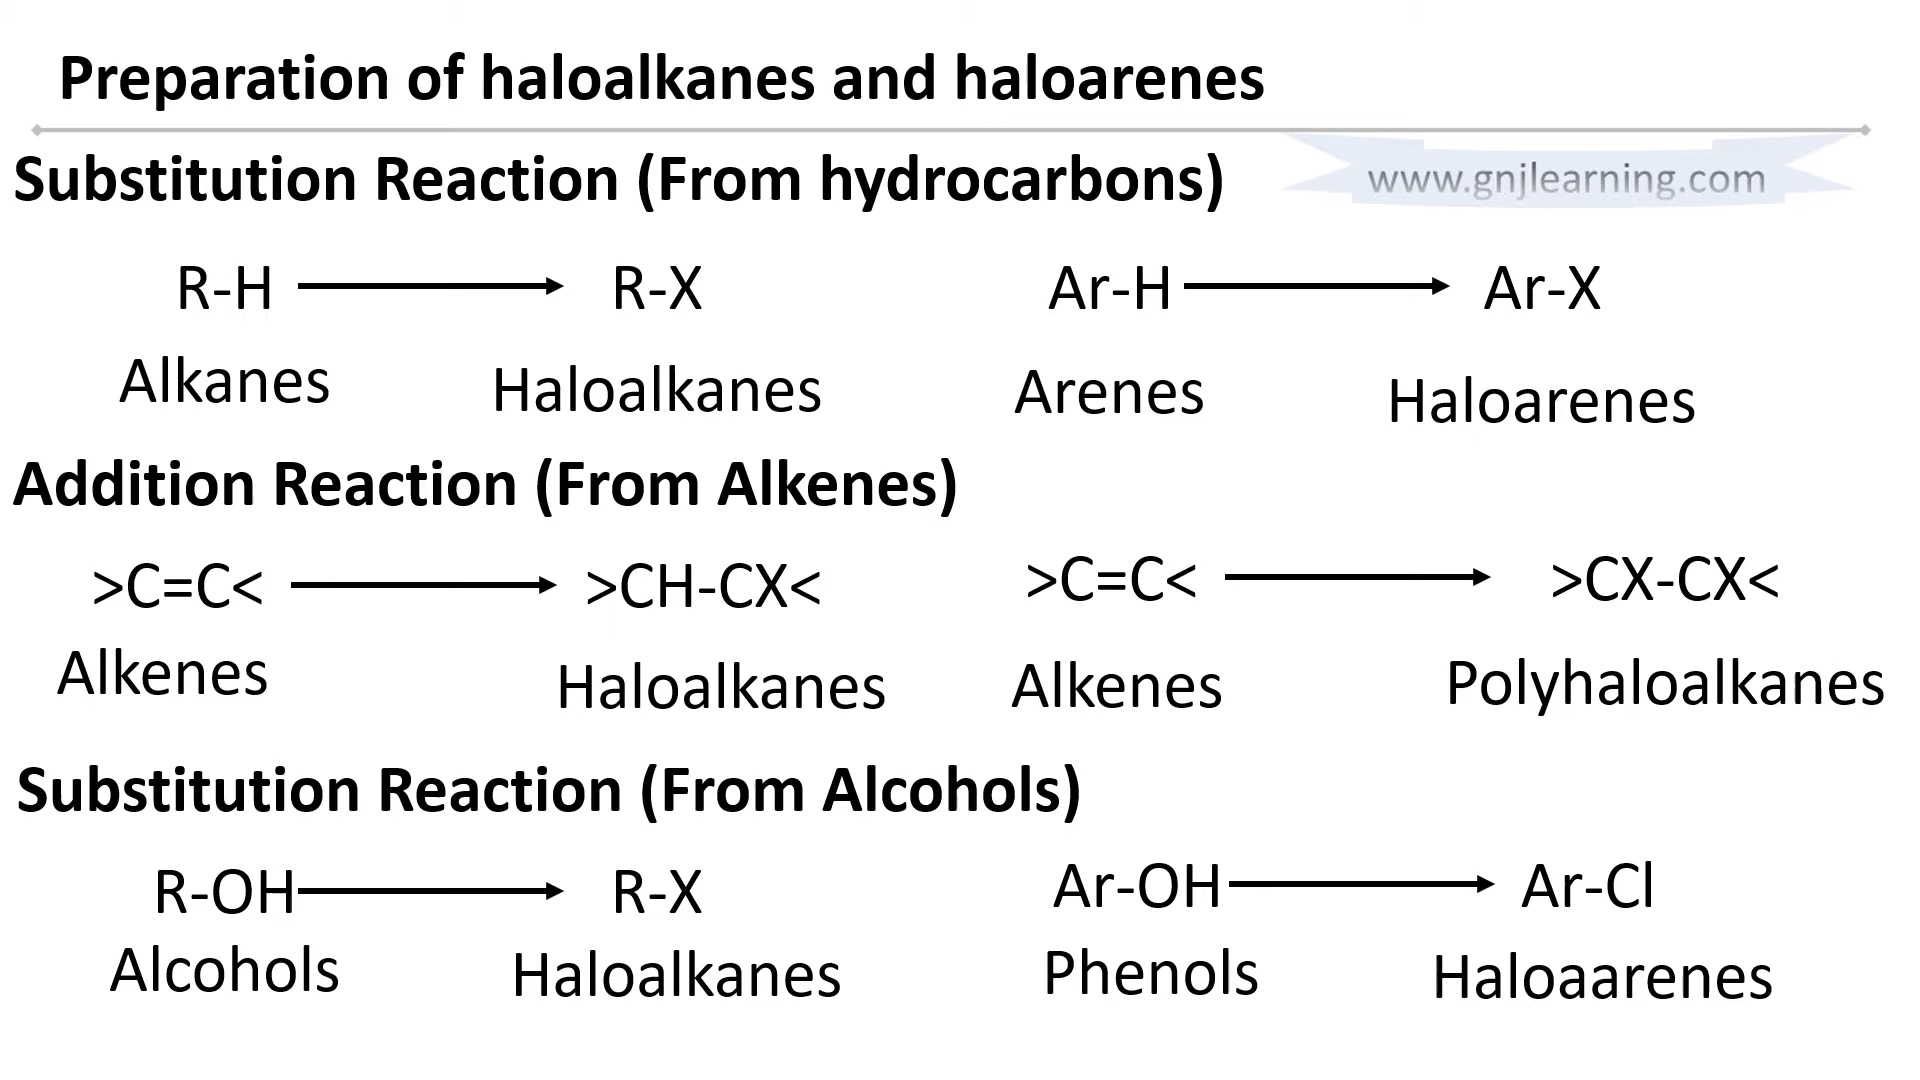 Preparation of haloalkanes and haloarenes
Substitution Reaction (From hydrocarbons)
www.gnjlearning.com
R-H R-X Ar-H Ar-X
Alkanes Haloalkanes Arenes Haloarenes
Addition Reaction (From Alkenes)
>C=C< >CH-CX< >C=C< >CX-CX<
Alkenes Haloalkanes Alkenes Polyhaloalkanes
Substitution Reaction (From Alcohols)
R-OH R-X Ar-OH Ar-Cl
Alcohols Haloalkanes Phenols Haloaarenes